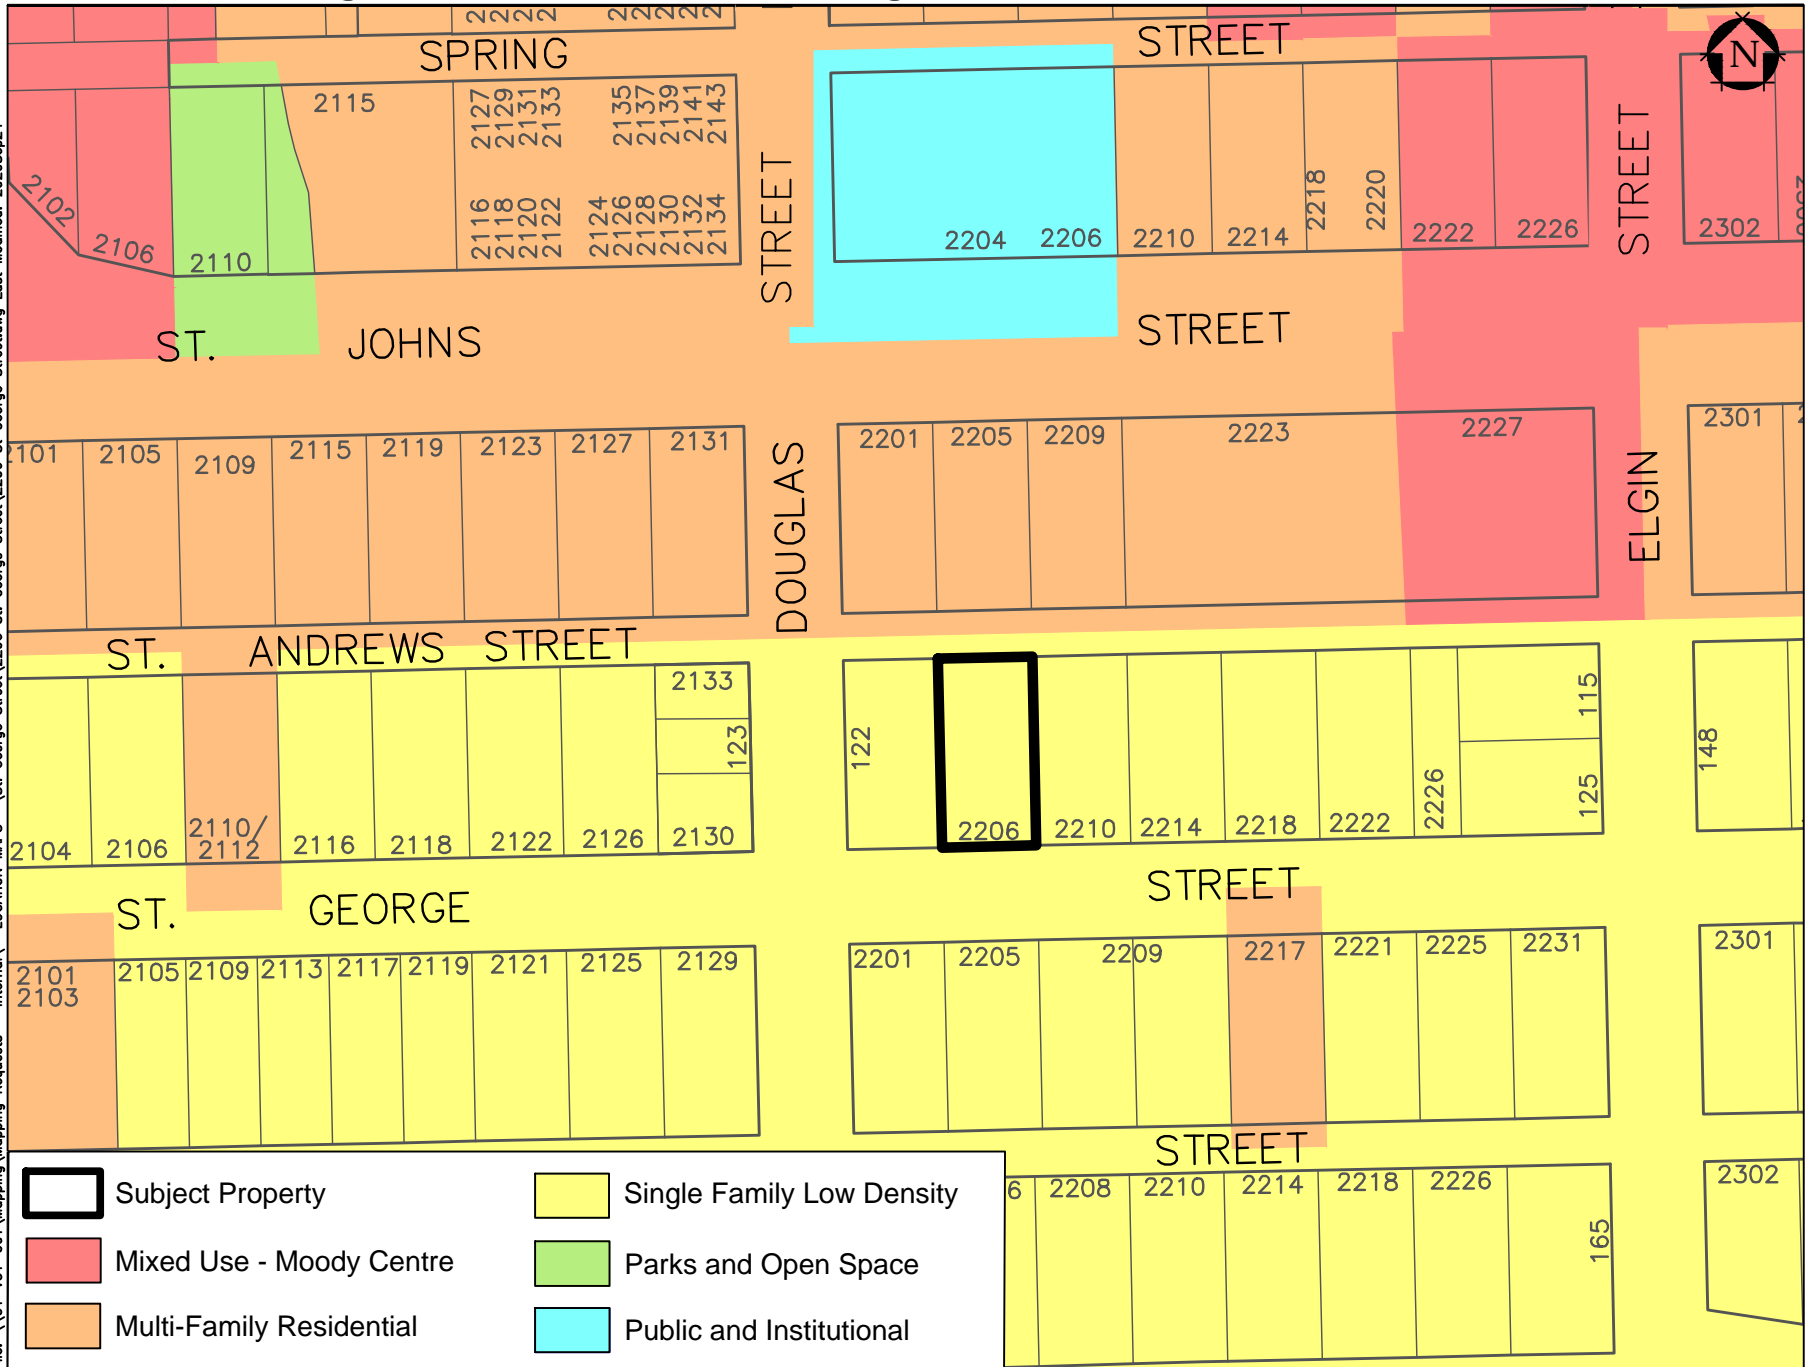 SPRING STREET
N
2115
2127 2129 2131 2133 2135 2137 2139 2141 2143
2116 2118 2120 2122 2124 2126 2128 2130 2132 2134
2102 2106 2110
STREET
2204 2206 2210 2214 2218 2220 2222 2226
STREET
2302
ST. JOHNS STREET
2105 2109 2115 2119 2123 2127 2131
DOUGLAS
2201 2205 2209 2223 2227
ELGIN
2301
ST. ANDREWS STREET
2133
123
2104 2106 2110/ 2112 2116 2118 2122 2126 2130
122
2206 2210 2214 2218 2222 2226
115
125
148
ST. GEORGE STREET
2101
2103
2105 2109 2113 2117 2119 2121 2125 2129
2201 2205 2209 2217 2221 2225 2231
2301
STREET
2208 2210 2214 2218 2226
165
2302
Subject Property
Mixed Use - Moody Centre
Multi-Family Residential
Single Family Low Density
Parks and Open Space
Public and Institutional